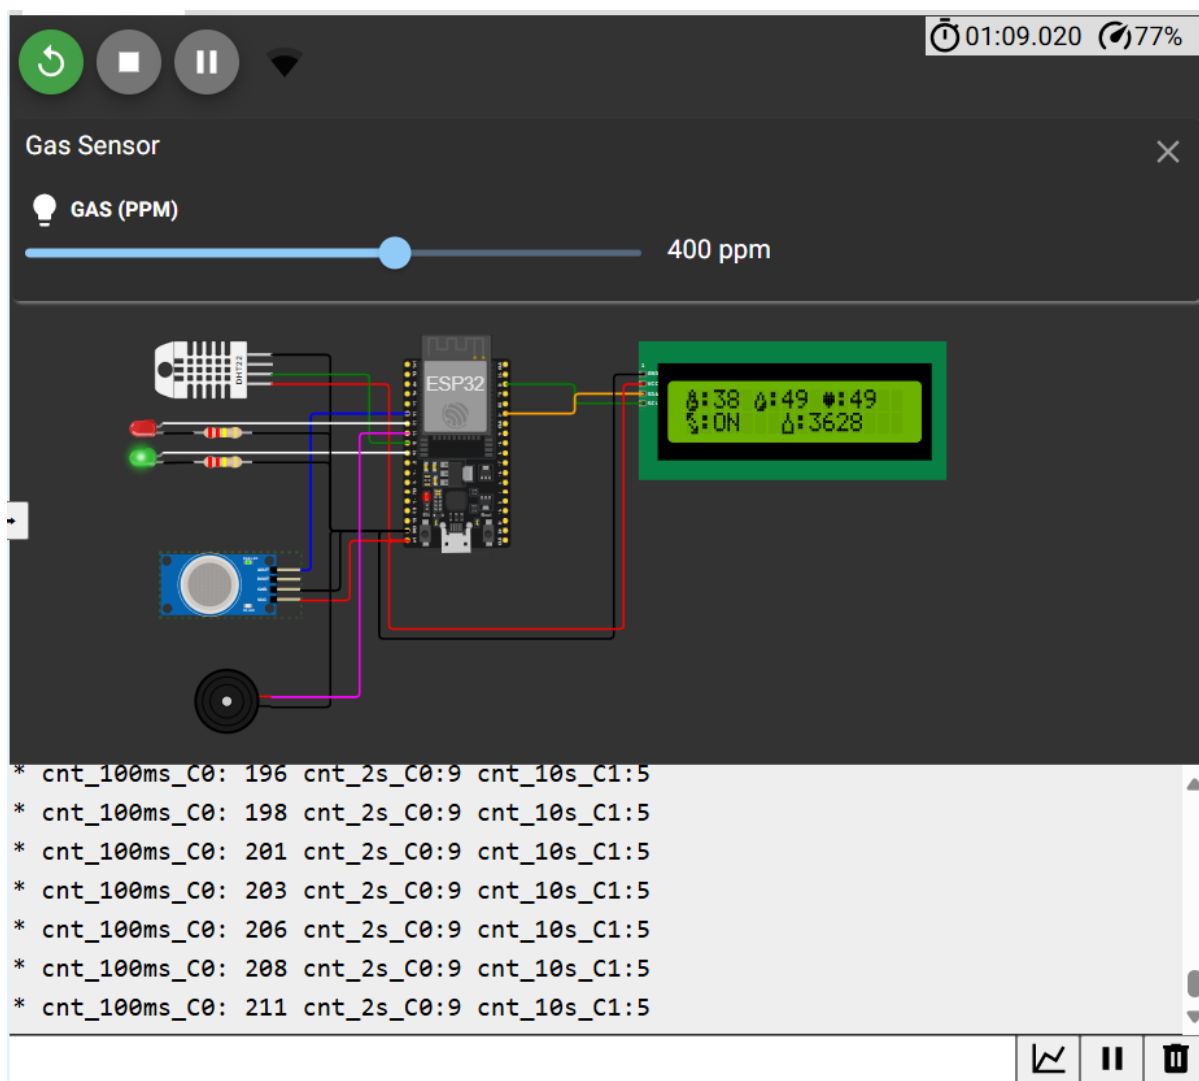 01:09.020 77%
Gas Sensor
GAS (PPM)
400 ppm
DHT22
ESP32
:38 :49 :49
:ON :3628
* cnt_100ms_C0: 196 cnt_2s_C0:9 cnt_10s_C1:5
* cnt_100ms_C0: 198 cnt_2s_C0:9 cnt_10s_C1:5
* cnt_100ms_C0: 201 cnt_2s_C0:9 cnt_10s_C1:5
* cnt_100ms_C0: 203 cnt_2s_C0:9 cnt_10s_C1:5
* cnt_100ms_C0: 206 cnt_2s_C0:9 cnt_10s_C1:5
* cnt_100ms_C0: 208 cnt_2s_C0:9 cnt_10s_C1:5
* cnt_100ms_C0: 211 cnt_2s_C0:9 cnt_10s_C1:5